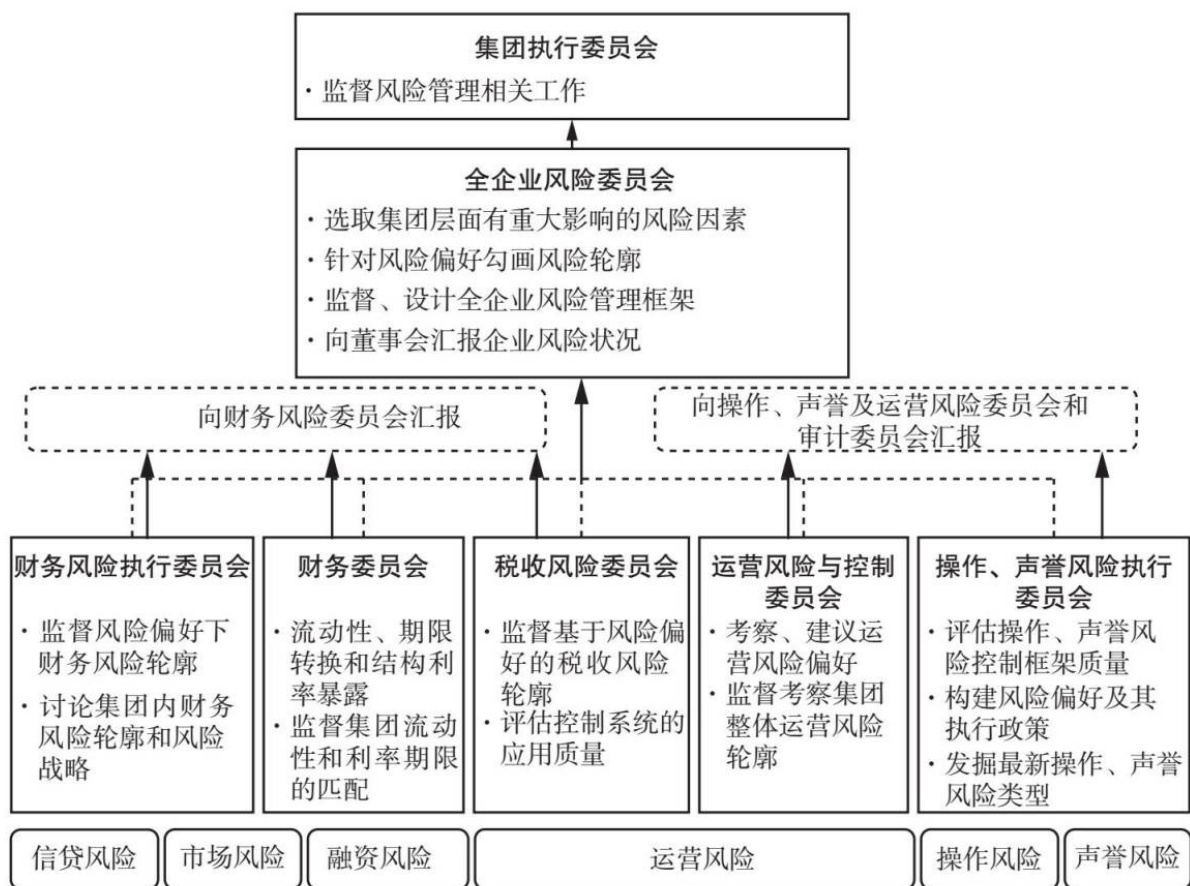 集团执行委员会
· 监督风险管理相关工作
全企业风险委员会
· 选取集团层面有重大影响的风险因素
· 针对风险偏好勾画风险轮廓
· 监督、设计全企业风险管理框架
· 向董事会汇报企业风险状况
向财务风险委员会汇报
向操作、声誉及运营风险委员会和
审计委员会汇报
财务风险执行委员会
· 监督风险偏好下
财务风险轮廓
· 讨论集团内财务
风险轮廓和风险
战略
财务委员会
· 流动性、期限
转换和结构利
率暴露
· 监督集团流动
性和利率期限
的匹配
税收风险委员会
· 监督基于风险偏
好的税收风险
轮廓
· 评估控制系统的
应用质量
运营风险与控制
委员会
· 考察、建议运
营风险偏好
· 监督考察集团
整体运营风险
轮廓
操作、声誉风险执行
委员会
· 评估操作、声誉风
险控制框架质量
· 构建风险偏好及其
执行政策
· 发掘最新操作、声誉
风险类型
信贷风险
市场风险
融资风险
运营风险
操作风险
声誉风险